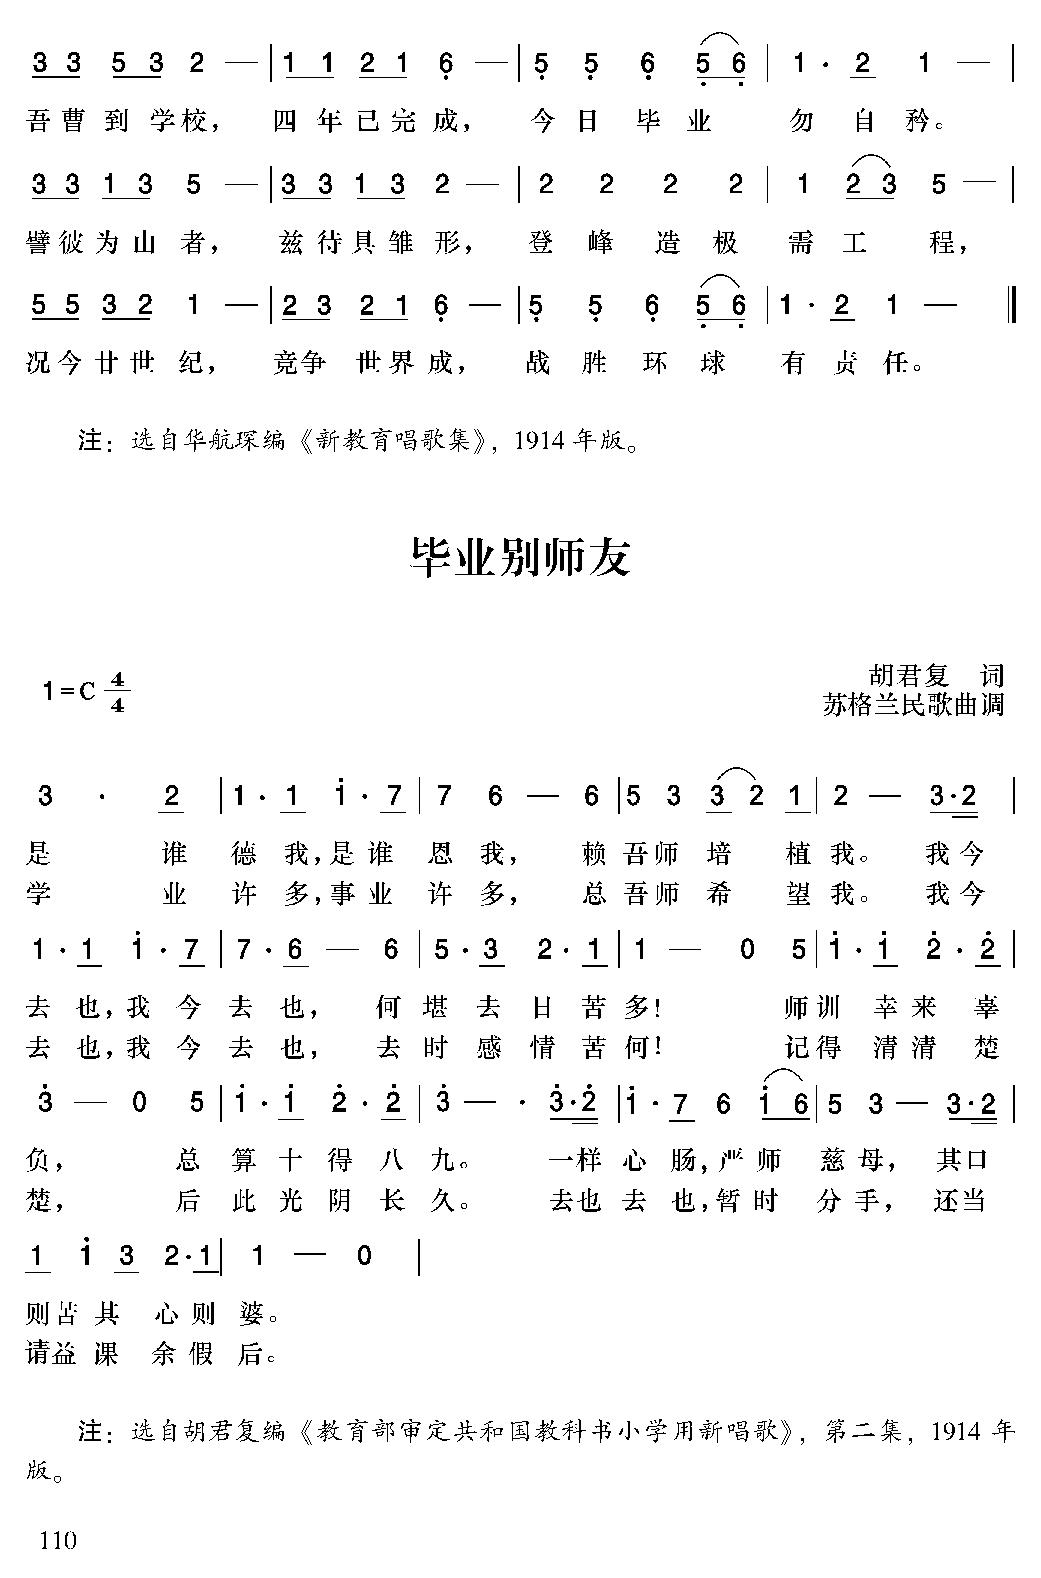 3 3 5 3 2 — | 1 1 2 1 6̣ — | 5̣ 5̣ 6̣ 5̣ 6̣ | 1 · 2 1 — |
吾曹到学校，四年已完成，今日毕业勿自矜。
3 3 1 3 5 — | 3 3 1 3 2 — | 2 2 2 2 | 1 2 3 5 — |
譬彼为山者，兹待具雏形，登峰造极需工程，
5 5 3 2 1 — | 2 3 2 1 6̣ — | 5̣ 5̣ 6̣ 5̣ 6̣ | 1 · 2 1 — ‖
况今廿世纪，竞争世界成，战胜环球有责任。
注：选自华航琛编《新教育唱歌集》，1914 年版。
毕业别师友
胡君复 词
1=C 4/4
苏格兰民歌曲调
3 · 2 | 1 · 1 1̇ · 7 | 7 6 — 6 | 5 3 3 2 1 | 2 — 3·2 |
是谁德我，是谁恩我，赖吾师培植我。我今
学业许多，事业许多，总吾师希望我。我今
1 · 1 1̇ · 7 | 7 · 6 — 6 | 5 · 3 2 · 1 | 1 — 0 5 | 1̇ · 1̇ 2̇ · 2̇ |
去也，我今去也，何堪去日苦多！师训幸来辜
去也，我今去也，去时感情苦何！记得清清楚
3̇ — 0 5 | 1̇ · 1̇ 2̇ · 2̇ | 3̇ — · 3̇·2̇ | 1̇ · 7 6 1̇ 6 | 5 3 — 3·2 |
负，总算十得八九。一样心肠，严师慈母，其口
楚，后此光阴长久。去也去也，暂时分手，还当
1 1̇ 3 2·1 | 1 — 0 |
则苦其心则婆。
请益课余假后。
注：选自胡君复编《教育部审定共和国教科书小学用新唱歌》，第二集，1914 年
版。
110